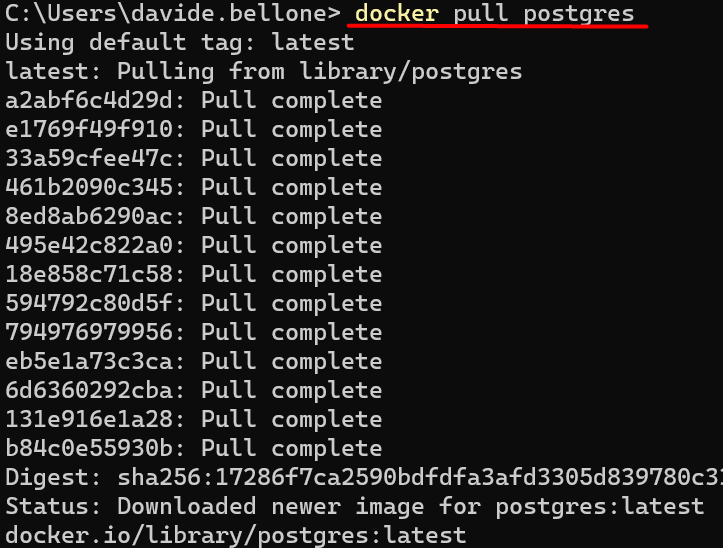 C:\Users\davide.bellone> docker pull postgres
Using default tag: latest
latest: Pulling from library/postgres
a2abf6c4d29d: Pull complete
e1769f49f910: Pull complete
33a59cfee47c: Pull complete
461b2090c345: Pull complete
8ed8ab6290ac: Pull complete
495e42c822a0: Pull complete
18e858c71c58: Pull complete
594792c80d5f: Pull complete
794976979956: Pull complete
eb5e1a73c3ca: Pull complete
6d6360292cba: Pull complete
131e916e1a28: Pull complete
b84c0e55930b: Pull complete
Digest: sha256:17286f7ca2590bdfdfa3afd3305d839780c3
Status: Downloaded newer image for postgres:latest
docker.io/library/postgres:latest